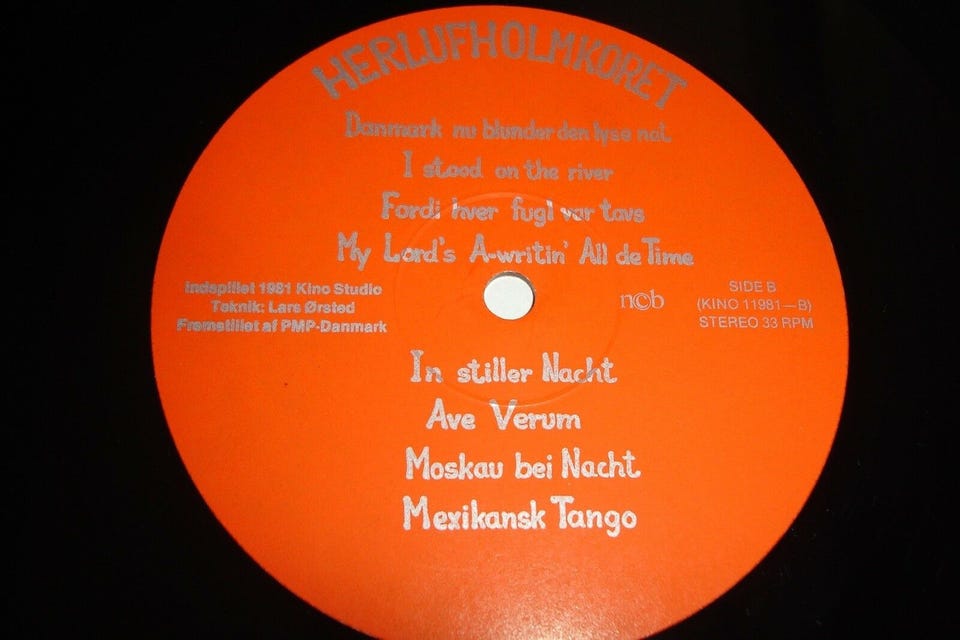 HERLUFHOLMKORET
Danmark nu blunder den lyse nat
I stood on the river
Fordi hver fugl var tavs
My Lord's A-writin' All de Time
Indspillet 1981 Kino Studio
Teknik: Lars Ørsted
Fremstillet af PMP-Danmark
n©b
SIDE B
(KINO 11981—B)
STEREO 33 RPM
In stiller Nacht
Ave Verum
Moskau bei Nacht
Mexikansk Tango